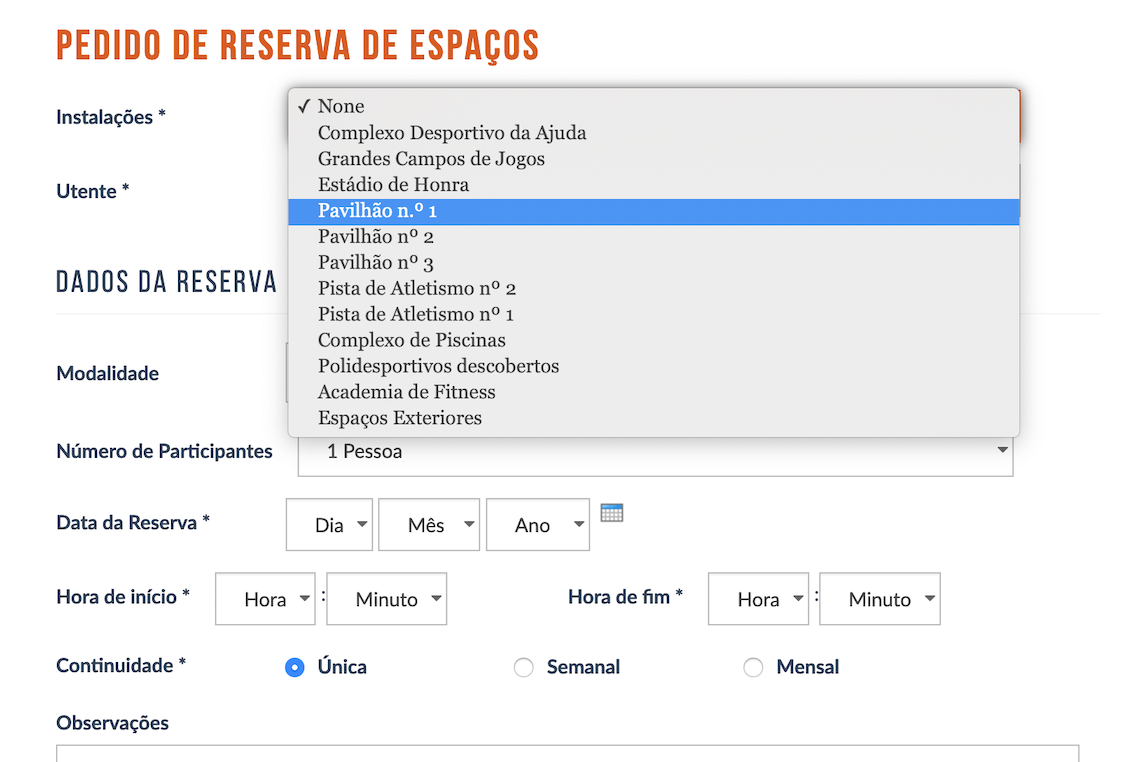 PEDIDO DE RESERVA DE ESPAÇOS
Instalações *
✓ None
Complexo Desportivo da Ajuda
Grandes Campos de Jogos
Estádio de Honra
Pavilhão n.º 1
Pavilhão nº 2
Pavilhão nº 3
Pista de Atletismo nº 2
Pista de Atletismo nº 1
Complexo de Piscinas
Polidesportivos descobertos
Academia de Fitness
Espaços Exteriores
Utente *
DADOS DA RESERVA
Modalidade
Número de Participantes 1 Pessoa
Data da Reserva * Dia Mês Ano
Hora de início * Hora : Minuto Hora de fim * Hora : Minuto
Continuidade * Única Semanal Mensal
Observações